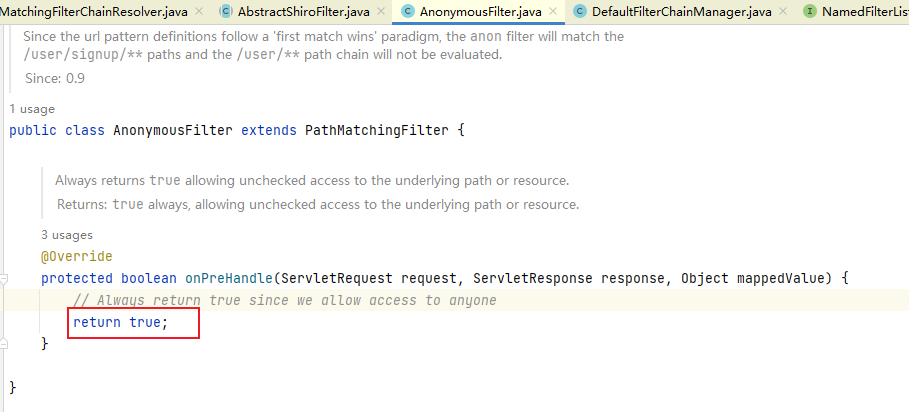 MatchingFilterChainResolver.java × AbstractShiroFilter.java × AnonymousFilter.java × DefaultFilterChainManager.java × NamedFilterList
Since the url pattern definitions follow a 'first match wins' paradigm, the anon filter will match the
/user/signup/** paths and the /user/** path chain will not be evaluated.
Since: 0.9
1 usage
public class AnonymousFilter extends PathMatchingFilter {
Always returns true allowing unchecked access to the underlying path or resource.
Returns: true always, allowing unchecked access to the underlying path or resource.
3 usages
@Override
protected boolean onPreHandle(ServletRequest request, ServletResponse response, Object mappedValue) {
// Always return true since we allow access to anyone
return true;
}
}